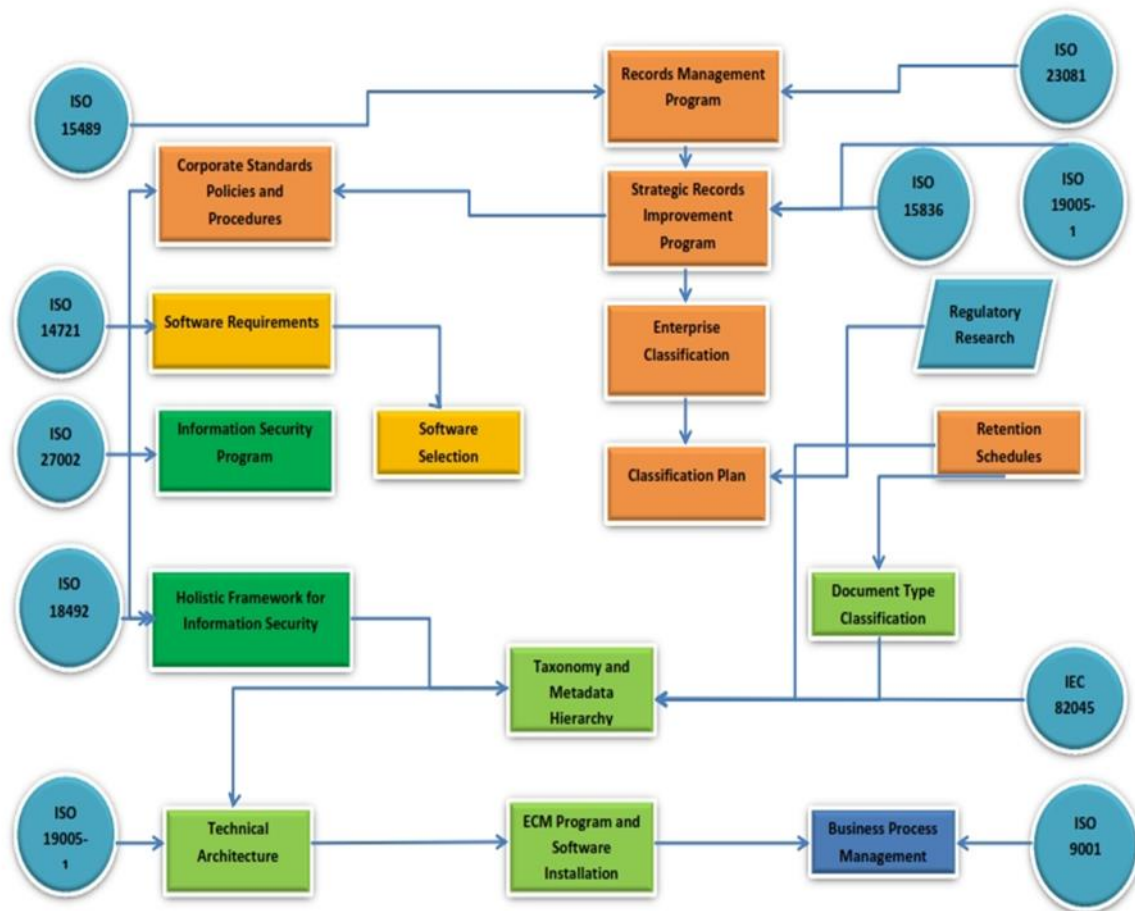 ISO
23081
Records Management
Program
ISO
15489
Corporate Standards
Policies and
Procedures
Strategic Records
Improvement
Program
ISO
15836
ISO
19005-
1
ISO
14721
Software Requirements
Enterprise
Classification
Regulatory
Research
ISO
27002
Information Security
Program
Software
Selection
Classification Plan
Retention
Schedules
ISO
18492
Holistic Framework for
Information Security
Document Type
Classification
Taxonomy and
Metadata
Hierarchy
IEC
82045
ISO
19005-
1
Technical
Architecture
ECM Program and
Software
Installation
Business Process
Management
ISO
9001